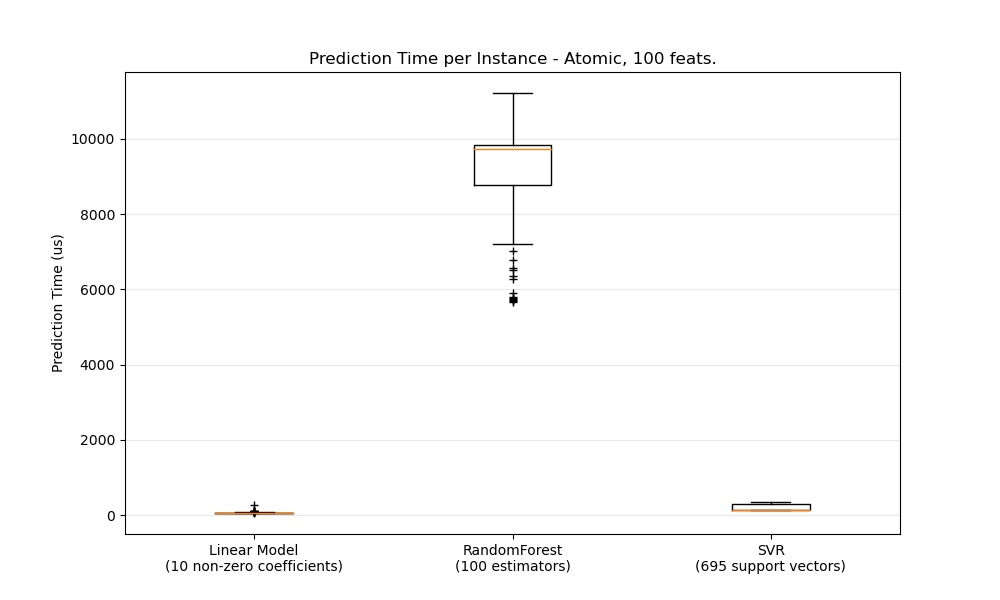 Prediction Time per Instance - Atomic, 100 feats.
Prediction Time (us)
10000
8000
6000
4000
2000
0
Linear Model
(10 non-zero coefficients)
RandomForest
(100 estimators)
SVR
(695 support vectors)